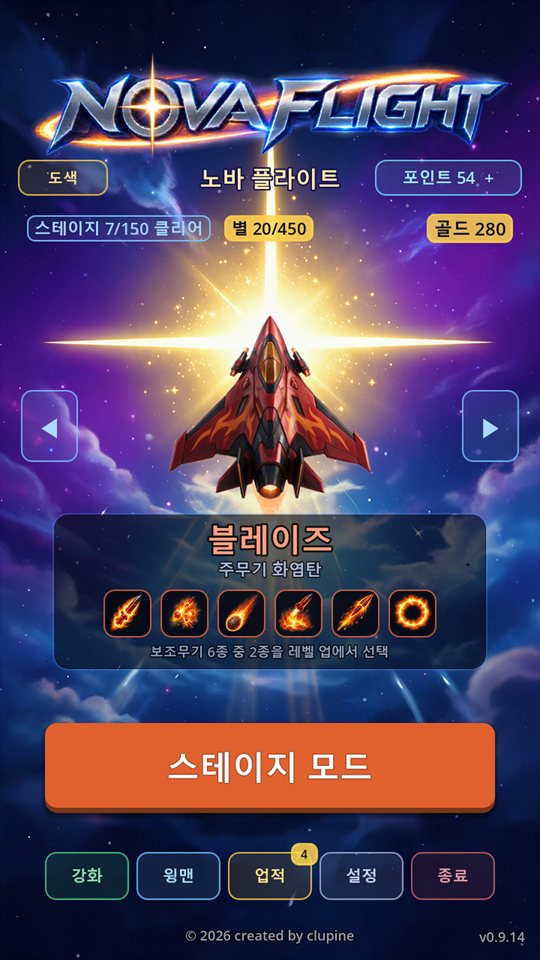 NOVA FLIGHT
도색
노바 플라이트
포인트 54 +
스테이지 7/150 클리어
별 20/450
골드 280
블레이즈
주무기 화염탄
보조무기 6종 중 2종을 레벨 업에서 선택
스테이지 모드
강화
윙맨
업적
4
설정
종료
© 2026 created by clupine
v0.9.14